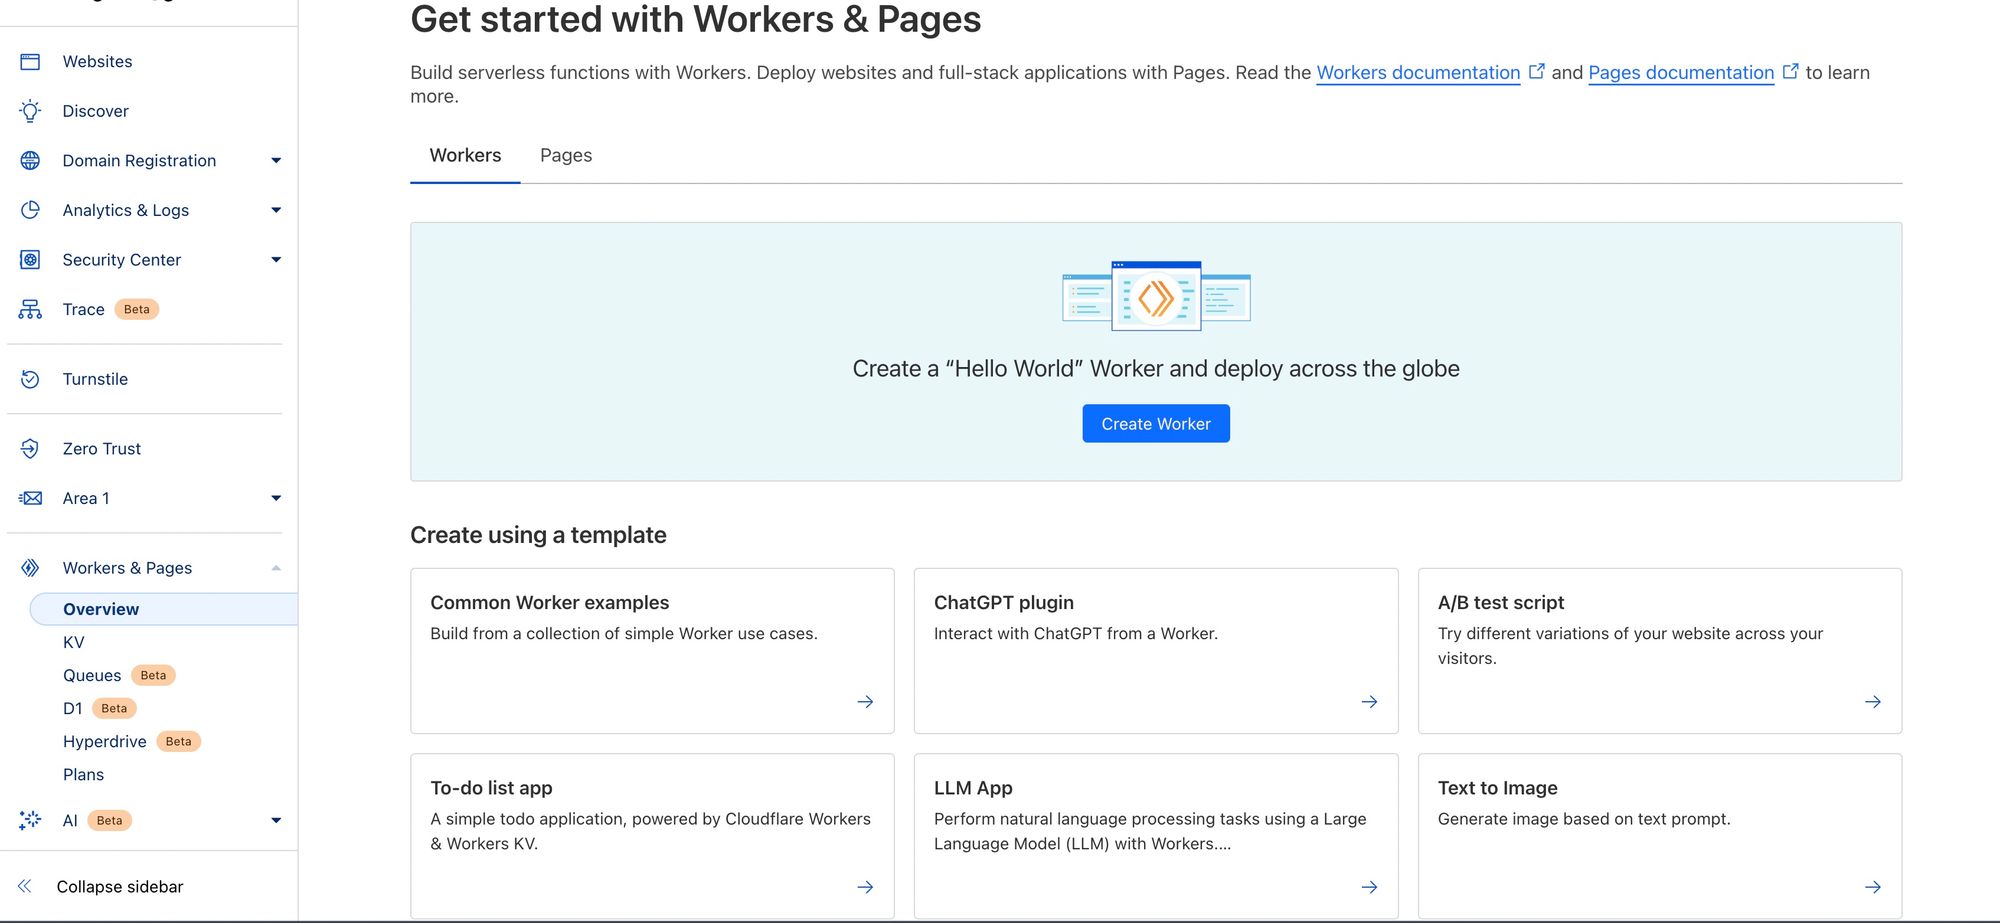 Websites
Discover
Domain Registration
Analytics & Logs
Security Center
Trace Beta
Turnstile
Zero Trust
Area 1
Workers & Pages
Overview
KV
Queues Beta
D1 Beta
Hyperdrive Beta
Plans
AI Beta
Collapse sidebar
Get started with Workers & Pages
Build serverless functions with Workers. Deploy websites and full-stack applications with Pages. Read the Workers documentation and Pages documentation to learn
more.
Workers Pages
Create a “Hello World” Worker and deploy across the globe
Create Worker
Create using a template
Common Worker examples
Build from a collection of simple Worker use cases.
ChatGPT plugin
Interact with ChatGPT from a Worker.
A/B test script
Try different variations of your website across your
visitors.
To-do list app
A simple todo application, powered by Cloudflare Workers
& Workers KV.
LLM App
Perform natural language processing tasks using a Large
Language Model (LLM) with Workers....
Text to Image
Generate image based on text prompt.